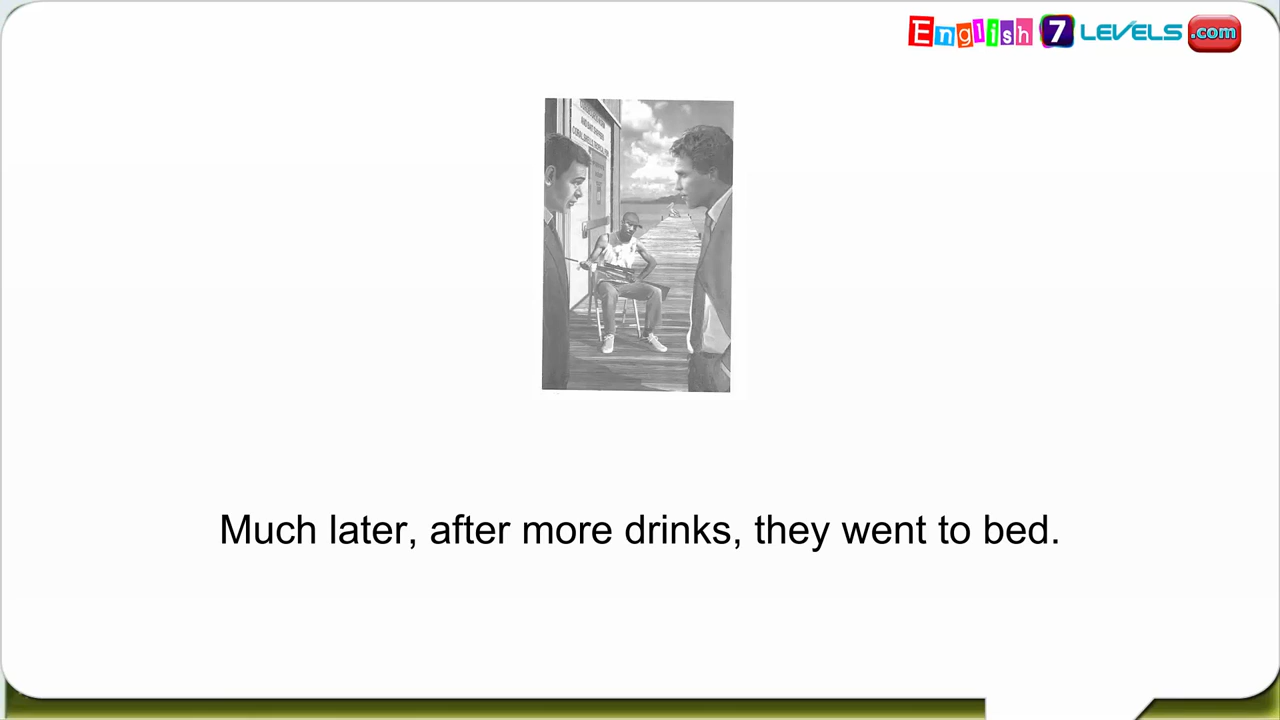 English 7 LEVELS .com
Much later, after more drinks, they went to bed.